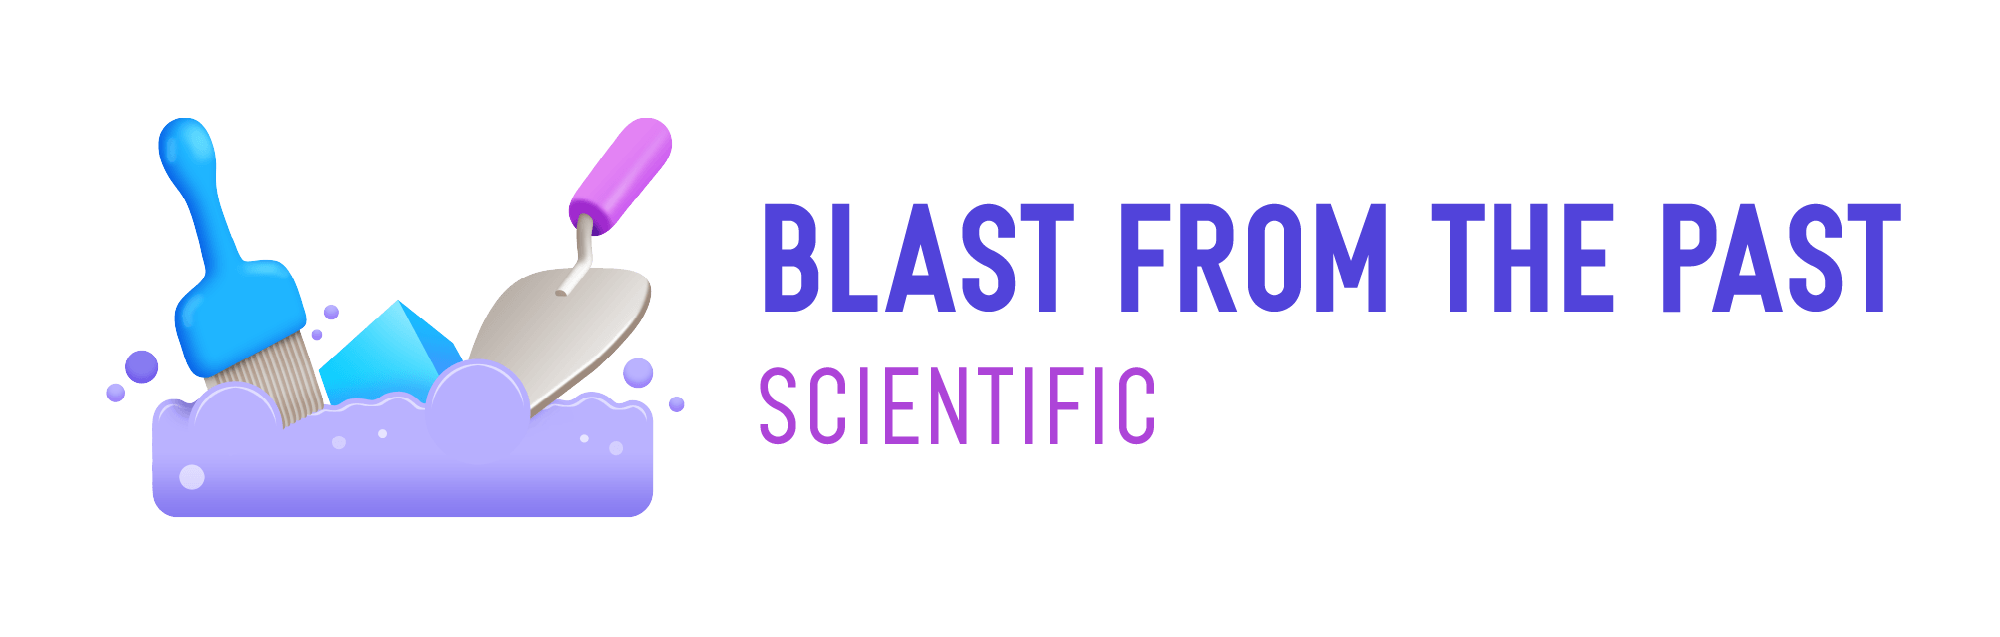 BLAST FROM THE PAST
SCIENTIFIC